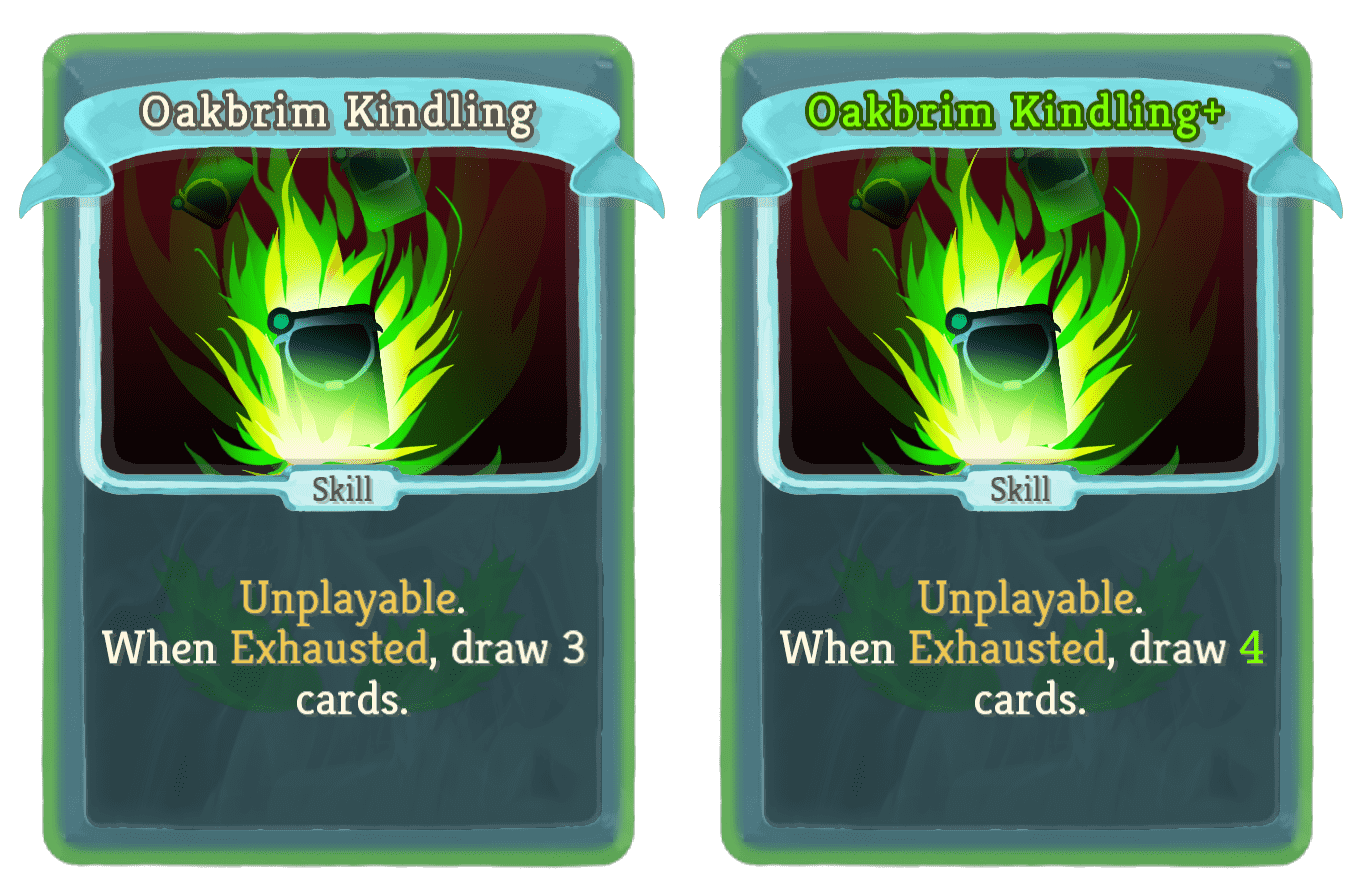 Oakbrim Kindling
Skill
Unplayable.
When Exhausted, draw 3
cards.
Oakbrim Kindling+
Skill
Unplayable.
When Exhausted, draw 4
cards.